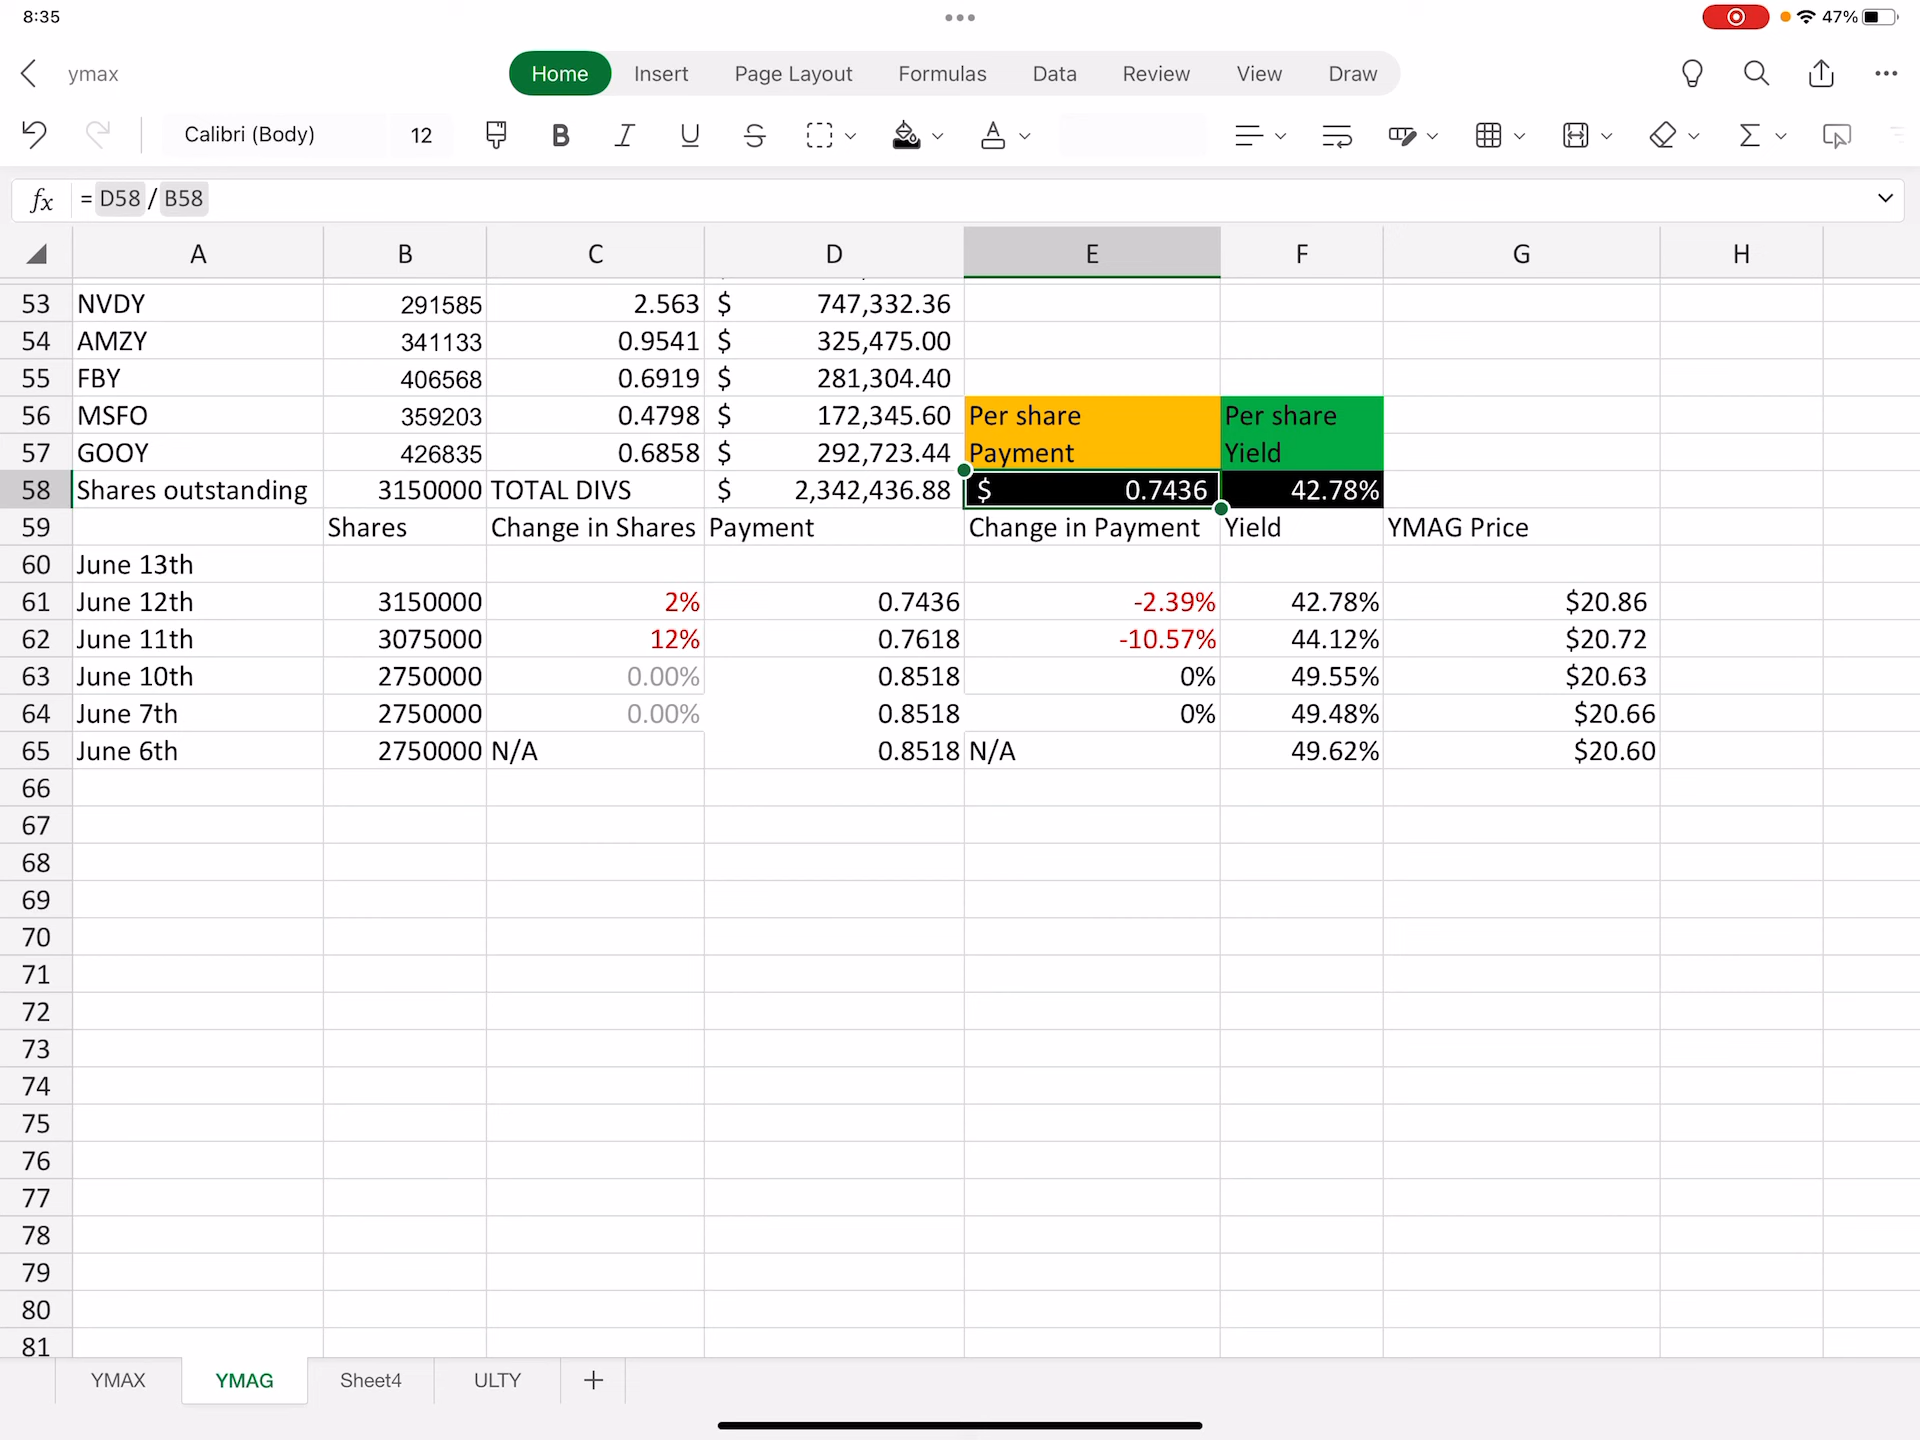 8:35
47%
ymax
Home Insert Page Layout Formulas Data Review View Draw
Calibri (Body) 12
fx = D58 / B58
A B C D E F G H
53 NVDY 291585 2.563 $ 747,332.36
54 AMZY 341133 0.9541 $ 325,475.00
55 FBY 406568 0.6919 $ 281,304.40
56 MSFO 359203 0.4798 $ 172,345.60 Per share Per share
57 GOOY 426835 0.6858 $ 292,723.44 Payment Yield
58 Shares outstanding 3150000 TOTAL DIVS $ 2,342,436.88 $ 0.7436 42.78%
59 Shares Change in Shares Payment Change in Payment Yield YMAG Price
60 June 13th
61 June 12th 3150000 2% 0.7436 -2.39% 42.78% $20.86
62 June 11th 3075000 12% 0.7618 -10.57% 44.12% $20.72
63 June 10th 2750000 0.00% 0.8518 0% 49.55% $20.63
64 June 7th 2750000 0.00% 0.8518 0% 49.48% $20.66
65 June 6th 2750000 N/A 0.8518 N/A 49.62% $20.60
66
67
68
69
70
71
72
73
74
75
76
77
78
79
80
81
YMAX YMAG Sheet4 ULTY +